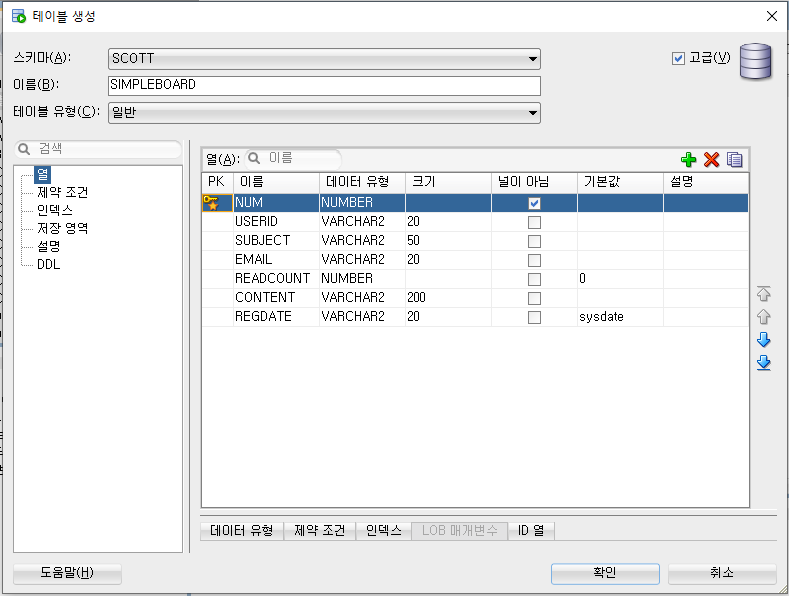 테이블 생성
스키마(A): SCOTT
고급(V)
이름(B): SIMPLEBOARD
테이블 유형(C): 일반
검색
열
제약 조건
인덱스
저장 영역
설명
DDL
열(A): 이름
PK 이름 데이터 유형 크기 널이 아님 기본값 설명
NUM NUMBER
USERID VARCHAR2 20
SUBJECT VARCHAR2 50
EMAIL VARCHAR2 20
READCOUNT NUMBER 0
CONTENT VARCHAR2 200
REGDATE VARCHAR2 20 sysdate
데이터 유형 제약 조건 인덱스 LOB 매개변수 ID 열
도움말(H) 확인 취소